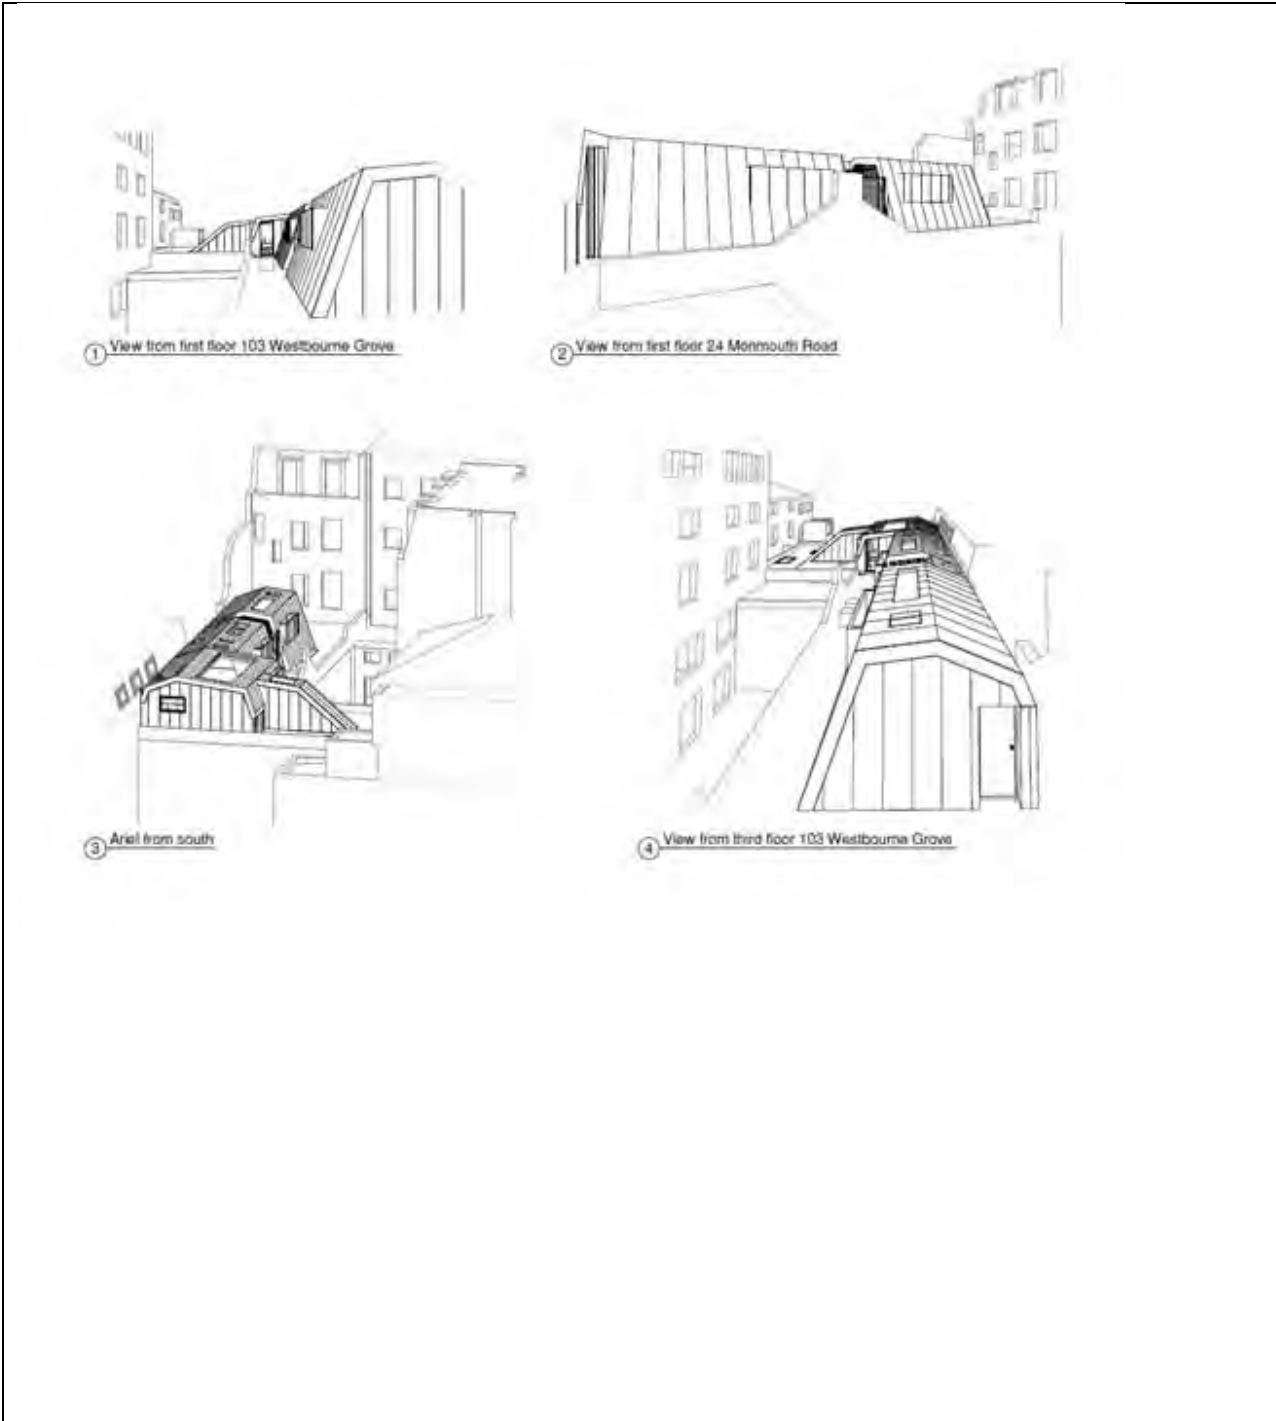 1 View from first floor 103 Westbourne Grove
2 View from first floor 24 Monmouth Road
3 Ariel from south
4 View from third floor 103 Westbourne Grove